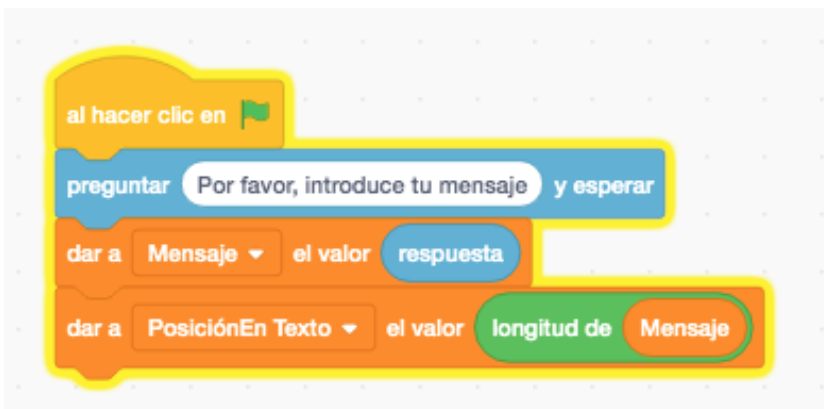 al hacer clic en
preguntar Por favor, introduce tu mensaje y esperar
dar a Mensaje el valor respuesta
dar a PosiciónEn Texto el valor longitud de Mensaje